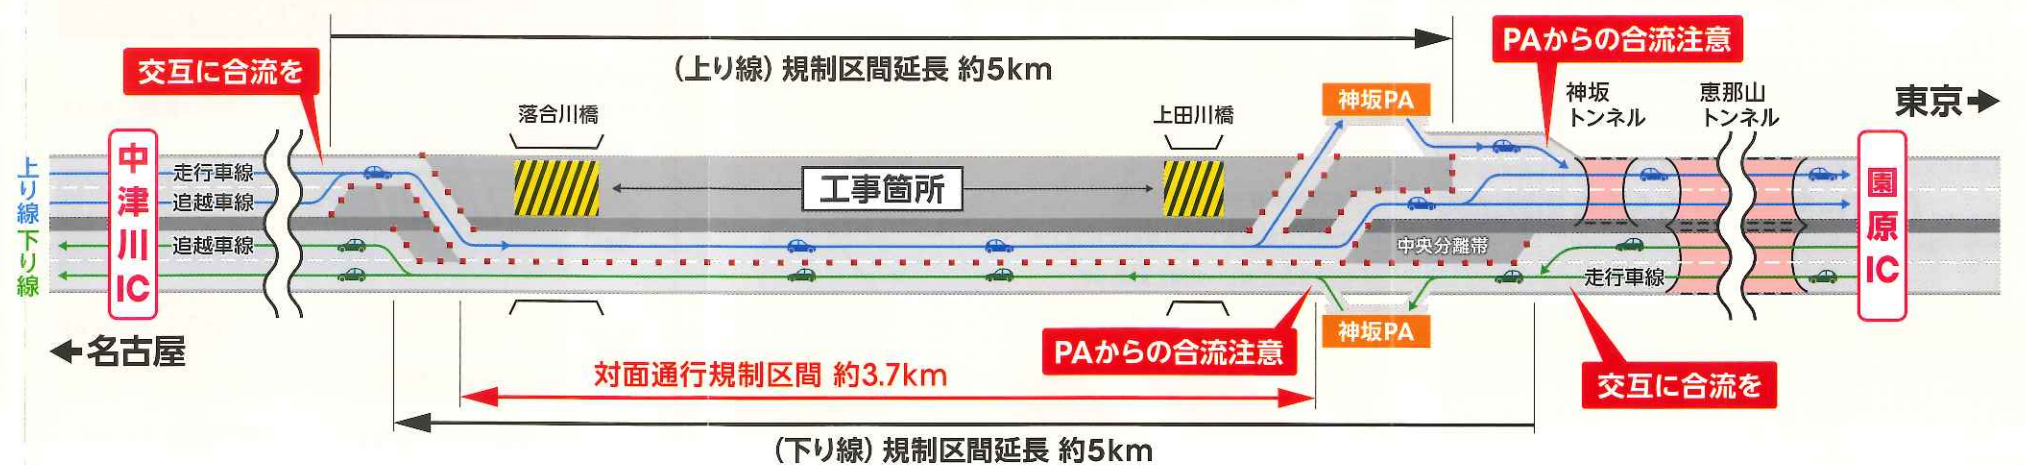 PAからの合流注意
交互に合流を
(上り線)規制区間延長 約5km
神坂PA
神坂
トンネル
恵那山
トンネル
東京→
落合川橋
上田川橋
中津川IC
上り線
下り線
走行車線
追越車線
追越車線
工事箇所
園原IC
中央分離帯
走行車線
←名古屋
神坂PA
PAからの合流注意
対面通行規制区間 約3.7km
交互に合流を
(下り線)規制区間延長 約5km